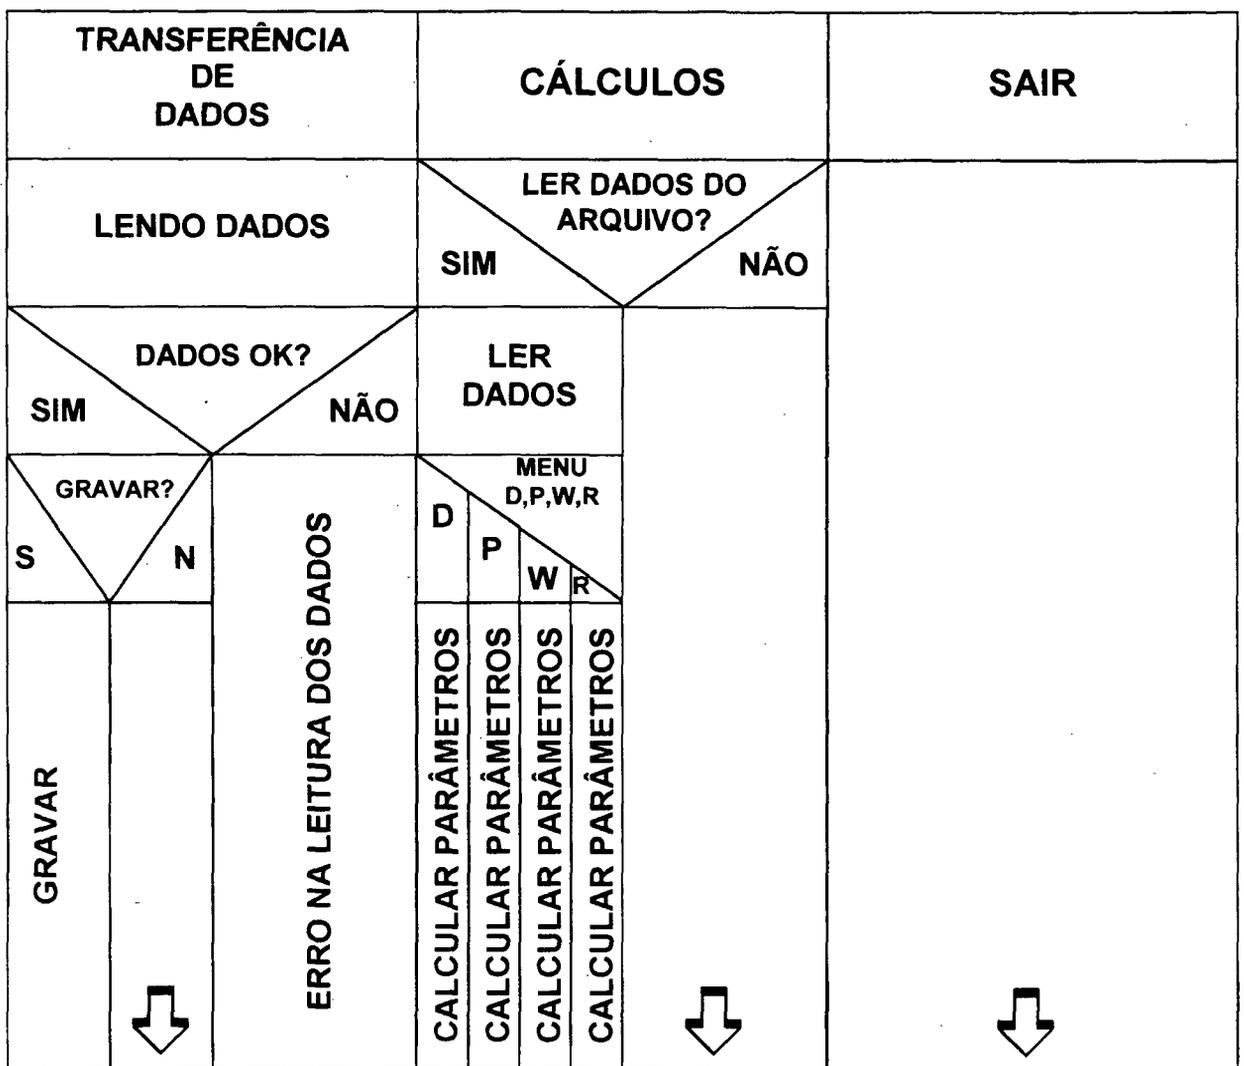 TRANSFERÊNCIA
DE
DADOS
CÁLCULOS
SAIR
LENDO DADOS
LER DADOS DO
ARQUIVO?
SIM
NÃO
DADOS OK?
SIM
NÃO
LER
DADOS
GRAVAR?
S
N
MENU
D,P,W,R
D
P
W
R
GRAVAR
ERRO NA LEITURA DOS DADOS
CALCULAR PARÂMETROS
CALCULAR PARÂMETROS
CALCULAR PARÂMETROS
CALCULAR PARÂMETROS